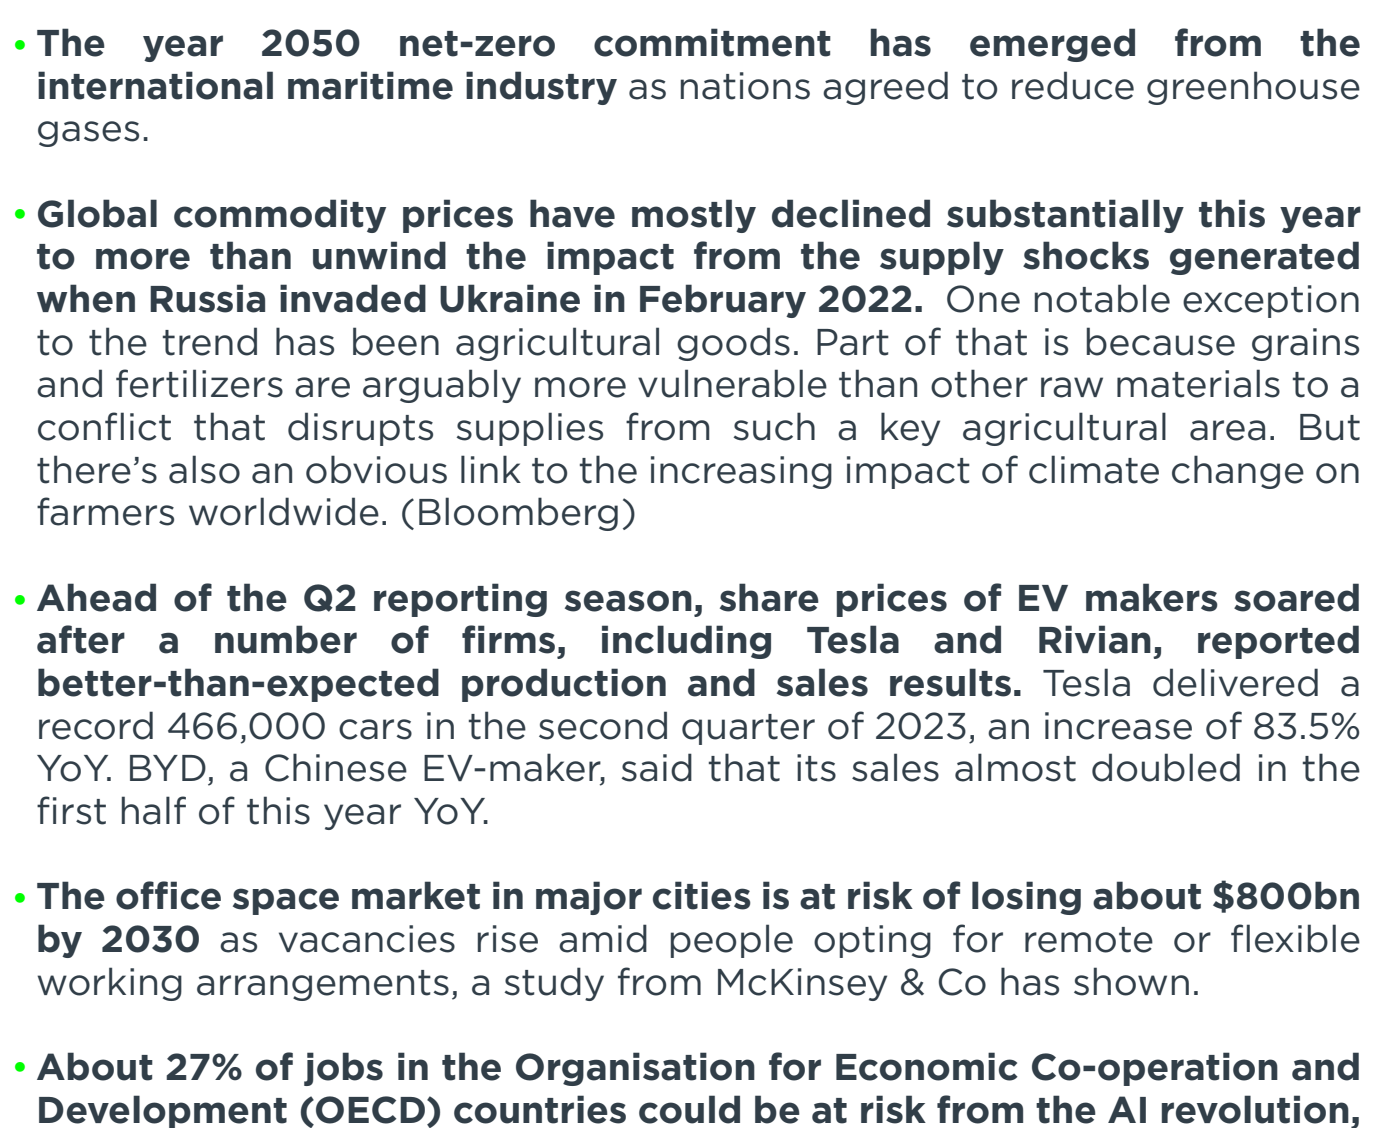 • The year 2050 net-zero commitment has emerged from the
international maritime industry as nations agreed to reduce greenhouse
gases.
• Global commodity prices have mostly declined substantially this year
to more than unwind the impact from the supply shocks generated
when Russia invaded Ukraine in February 2022. One notable exception
to the trend has been agricultural goods. Part of that is because grains
and fertilizers are arguably more vulnerable than other raw materials to a
conflict that disrupts supplies from such a key agricultural area. But
there’s also an obvious link to the increasing impact of climate change on
farmers worldwide. (Bloomberg)
• Ahead of the Q2 reporting season, share prices of EV makers soared
after a number of firms, including Tesla and Rivian, reported
better-than-expected production and sales results. Tesla delivered a
record 466,000 cars in the second quarter of 2023, an increase of 83.5%
YoY. BYD, a Chinese EV-maker, said that its sales almost doubled in the
first half of this year YoY.
• The office space market in major cities is at risk of losing about $800bn
by 2030 as vacancies rise amid people opting for remote or flexible
working arrangements, a study from McKinsey & Co has shown.
• About 27% of jobs in the Organisation for Economic Co-operation and
Development (OECD) countries could be at risk from the AI revolution,